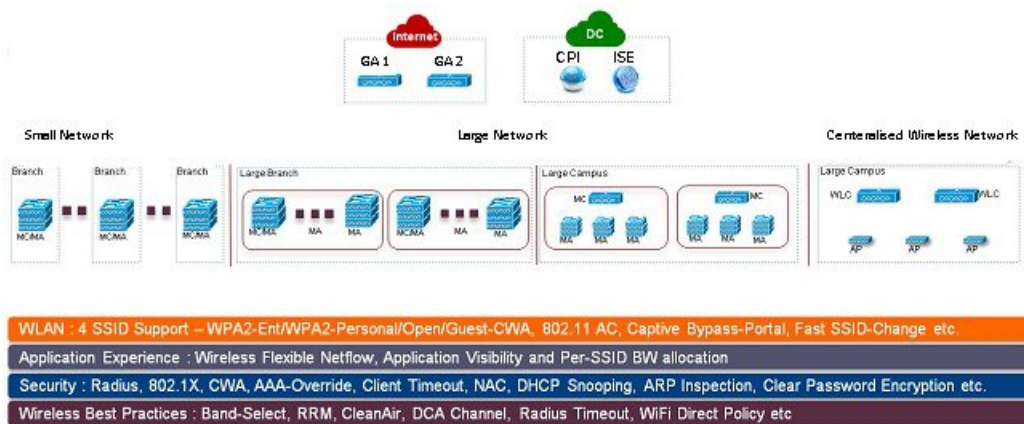 Internet
DC
GA 1
GA 2
CPI
ISE
Small Network
Large Network
Centeralised Wireless Network
Branch
Branch
Branch
Large Branch
Large Campus
Large Campus
MC/MA
MC/MA
MC/MA
MC/MA
MA
MA
MC/MA
MA
MA
MC
MA
MA
MA
MC
MA
MA
MA
WLC
WLC
AP
AP
AP
WLAN : 4 SSID Support – WPA2-Ent/WPA2-Personal/Open/Guest-CWA, 802.11 AC, Captive Bypass-Portal, Fast SSID-Change etc.
Application Experience : Wireless Flexible Netflow, Application Visibility and Per-SSID BW allocation
Security : Radius, 802.1X, CWA, AAA-Override, Client Timeout, NAC, DHCP Snooping, ARP Inspection, Clear Password Encryption etc.
Wireless Best Practices : Band-Select, RRM, CleanAir, DCA Channel, Radius Timeout, WiFi Direct Policy etc